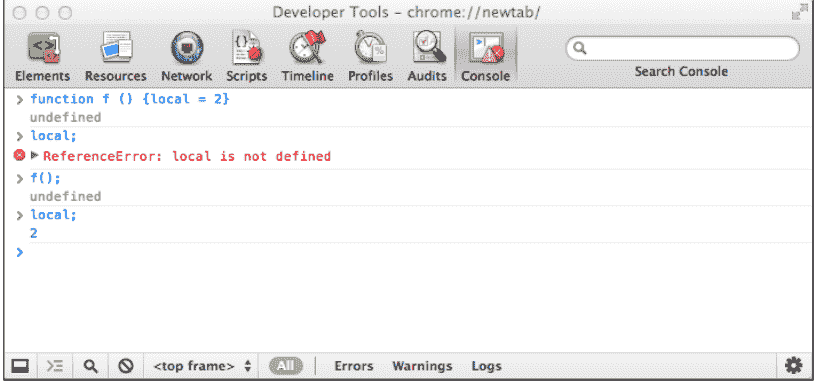 Developer Tools - chrome://newtab/
Elements Resources Network Scripts Timeline Profiles Audits Console
Search Console
> function f () {local = 2}
undefined
> local;
ReferenceError: local is not defined
> f();
undefined
> local;
2
>
<top frame> All Errors Warnings Logs